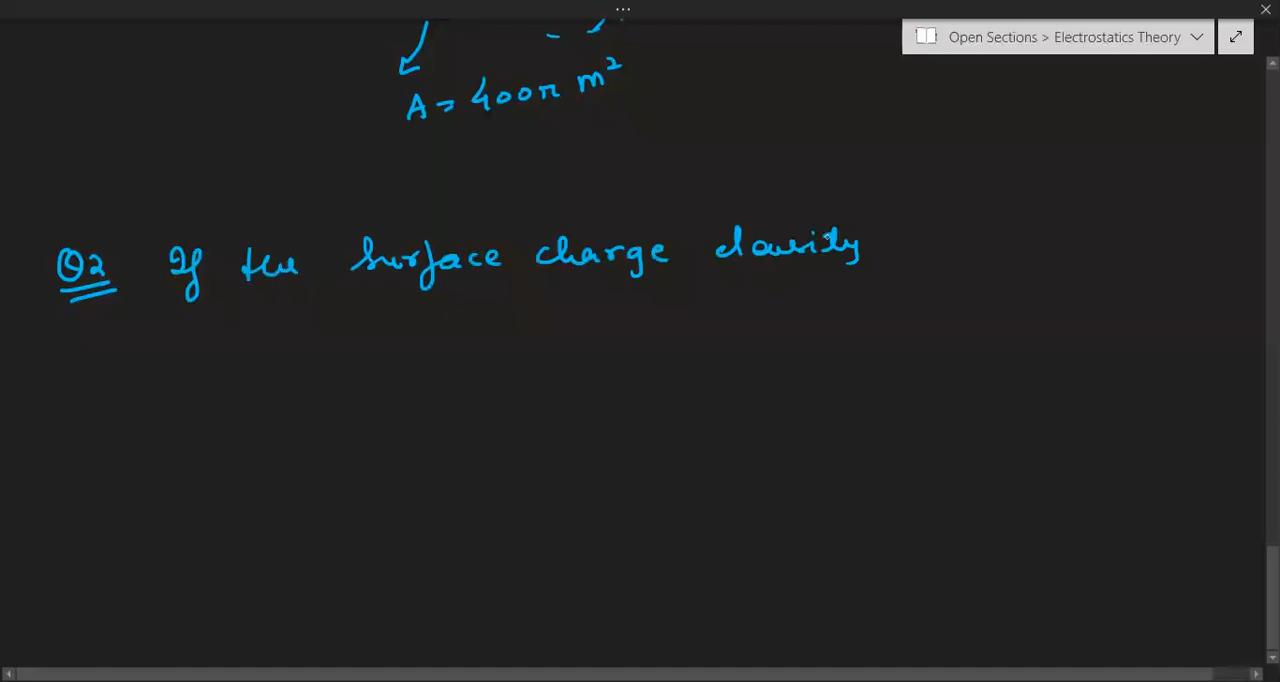 Open Sections > Electrostatics Theory
A = 400π m²
Q2 If the surface charge density